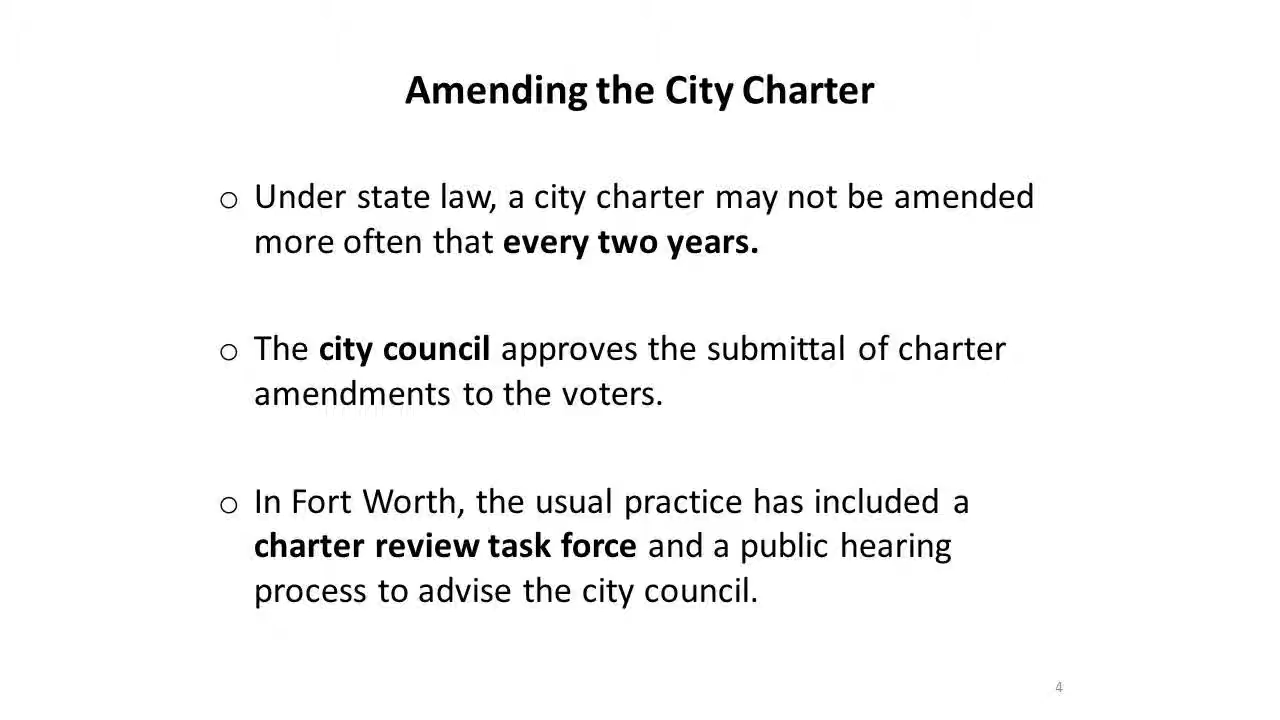 Amending the City Charter
o Under state law, a city charter may not be amended
more often that every two years.
o The city council approves the submittal of charter
amendments to the voters.
o In Fort Worth, the usual practice has included a
charter review task force and a public hearing
process to advise the city council.
4